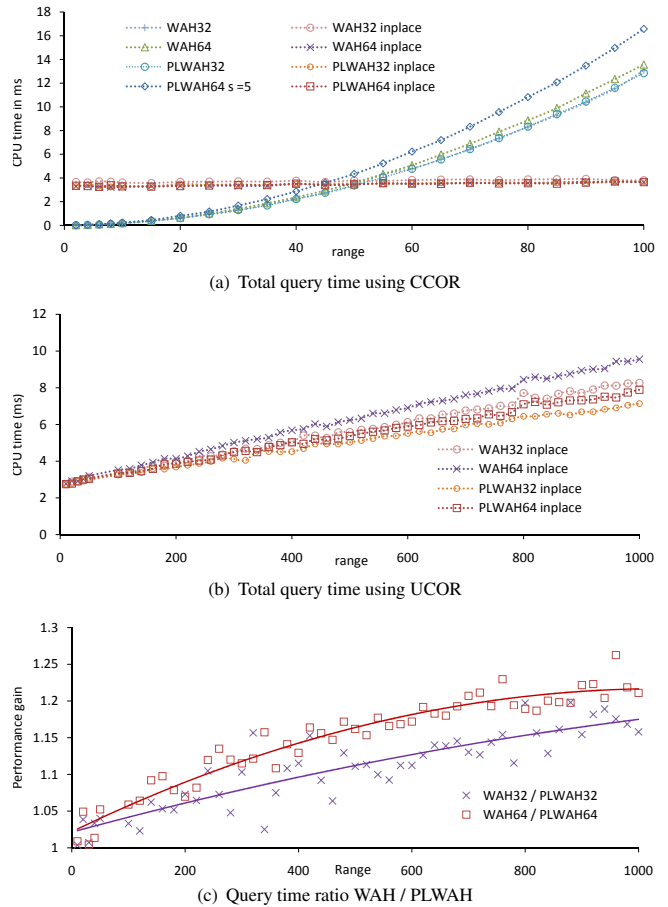 18
16
14
12
10
8
6
4
2
0
CPU time in ms
WAH32
WAH64
PLWAH32
PLWAH64 s =5
WAH32 inplace
WAH64 inplace
PLWAH32 inplace
PLWAH64 inplace
0 20 40 60 80 100
range
(a) Total query time using CCOR
12
10
8
6
4
2
0
CPU time (ms)
WAH32 inplace
WAH64 inplace
PLWAH32 inplace
PLWAH64 inplace
0 200 400 600 800 1000
range
(b) Total query time using UCOR
1.3
1.25
1.2
1.15
1.1
1.05
1
Performance gain
WAH32 / PLWAH32
WAH64 / PLWAH64
0 200 400 600 800 1000
Range
(c) Query time ratio WAH / PLWAH